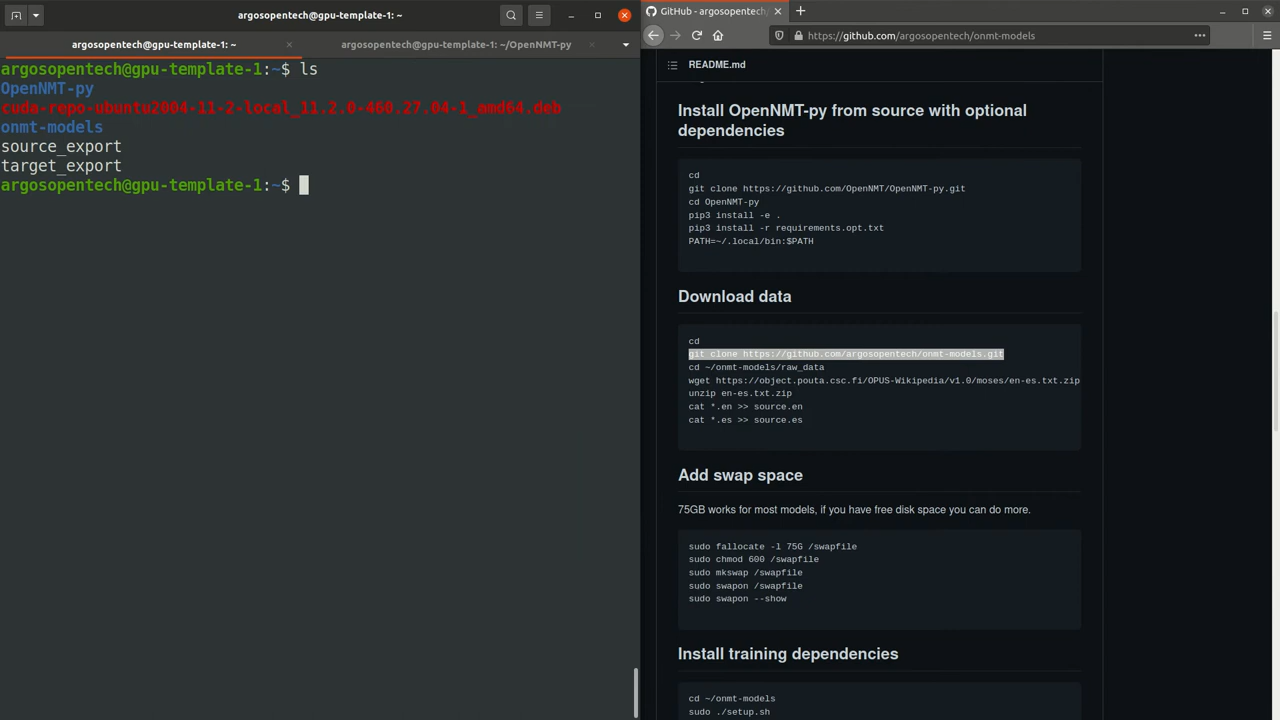 argosopentech@gpu-template-1: ~
argosopentech@gpu-template-1: ~
argosopentech@gpu-template-1: ~/OpenNMT-py
argosopentech@gpu-template-1:~$ ls
OpenNMT-py
cuda-repo-ubuntu2004-11-2-local_11.2.0-460.27.04-1_amd64.deb
onmt-models
source_export
target_export
argosopentech@gpu-template-1:~$
GitHub - argosopentech/
https://github.com/argosopentech/onmt-models
README.md
Install OpenNMT-py from source with optional
dependencies
cd
git clone https://github.com/OpenNMT/OpenNMT-py.git
cd OpenNMT-py
pip3 install -e .
pip3 install -r requirements.opt.txt
PATH=~/.local/bin:$PATH
Download data
cd
git clone https://github.com/argosopentech/onmt-models.git
cd ~/onmt-models/raw_data
wget https://object.pouta.csc.fi/OPUS-Wikipedia/v1.0/moses/en-es.txt.zip
unzip en-es.txt.zip
cat *.en >> source.en
cat *.es >> source.es
Add swap space
75GB works for most models, if you have free disk space you can do more.
sudo fallocate -l 75G /swapfile
sudo chmod 600 /swapfile
sudo mkswap /swapfile
sudo swapon /swapfile
sudo swapon --show
Install training dependencies
cd ~/onmt-models
sudo ./setup.sh